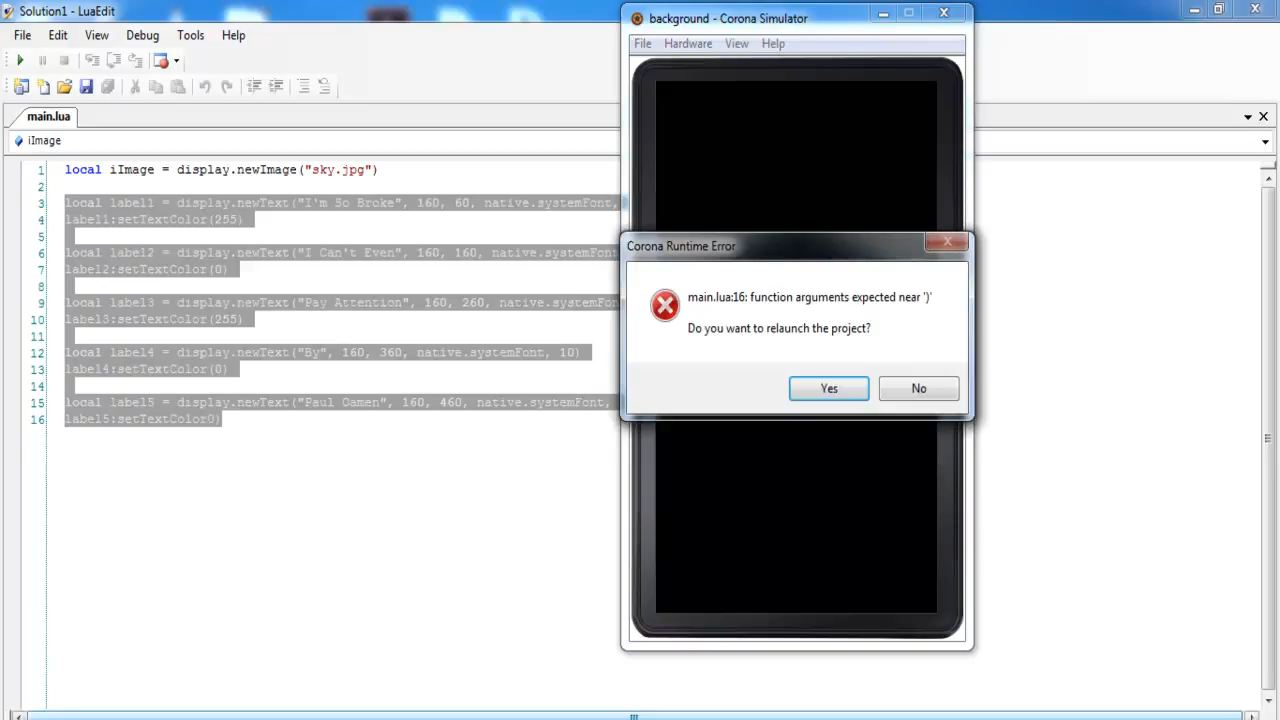 Solution1 - LuaEdit
File Edit View Debug Tools Help
main.lua
iImage
1 local iImage = display.newImage("sky.jpg")
2
3 local label1 = display.newText("I'm So Broke", 160, 60, native.systemFont,
4 label1:setTextColor(255)
5
6 local label2 = display.newText("I Can't Even", 160, 160, native.systemFont
7 label2:setTextColor(0)
8
9 local label3 = display.newText("Pay Attention", 160, 260, native.systemFon
10 label3:setTextColor(255)
11
12 local label4 = display.newText("By", 160, 360, native.systemFont, 10)
13 label4:setTextColor(0)
14
15 local label5 = display.newText("Paul Oamen", 160, 460, native.systemFont,
16 label5:setTextColor0)
background - Corona Simulator
File Hardware View Help
Corona Runtime Error
main.lua:16: function arguments expected near ')'
Do you want to relaunch the project?
Yes No